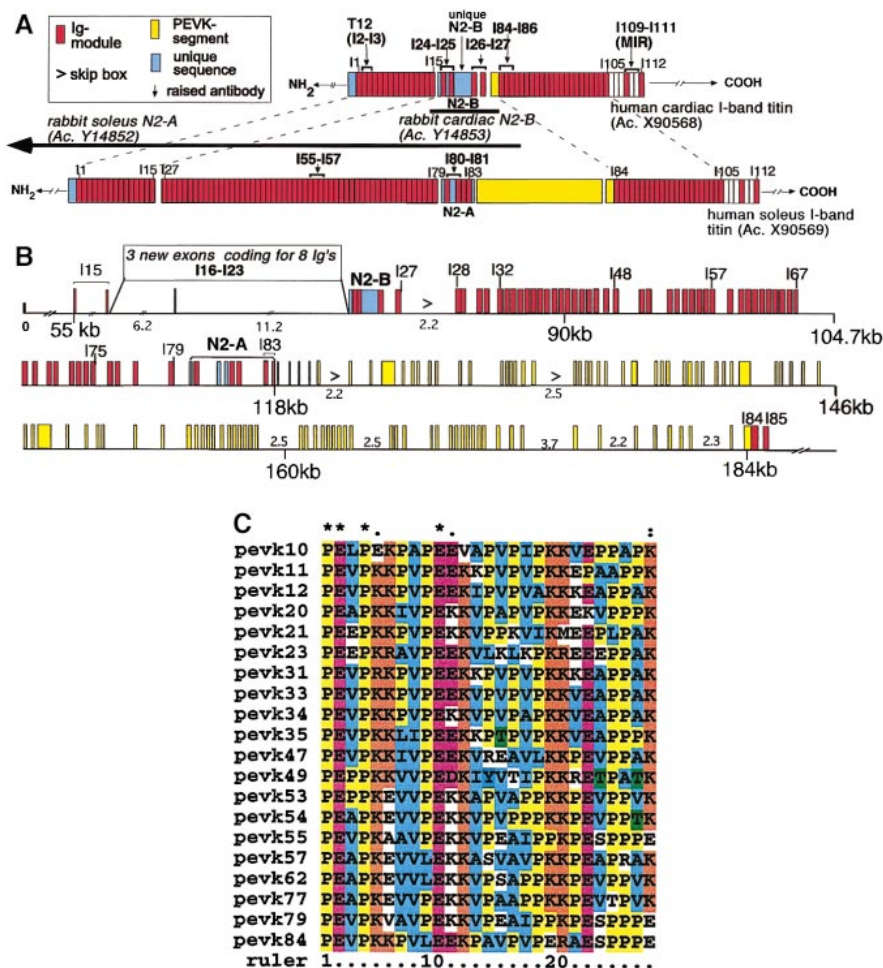 A
Ig-
module
PEVK-
segment
unique
sequence
> skip box
raised antibody
T12
(I2-I3)
unique
N2-B
I24-I25
I26-I27
I84-I86
I109-I111
(MIR)
I1
I15
I105
I112
NH2
COOH
N2-B
rabbit soleus N2-A
(Ac. Y14852)
rabbit cardiac N2-B
(Ac. Y14853)
human cardiac I-band
titin
(Ac. X90568)
I1
I15
I27
I55-I57
I79
I80-I81
I83
I84
I105
I112
NH2
COOH
N2-A
human soleus I-band
titin (Ac. X90569)
B
3 new exons coding for 8 Ig's
I16-I23
I15
N2-B
I27
>
I28
I32
I48
I57
I67
0
55 kb
6.2
11.2
2.2
90kb
104.7kb
I75
I79
N2-A
I83
>
>
118kb
2.2
2.5
146kb
I84
I85
2.5
2.5
3.7
2.2
2.3
160kb
184kb
C
**.*.:
pevk10 PELPEKPAPEEVAPVPIPKKVEPPAPK
pevk11 PEVPKKPVPEEKKPVPVPKKEPAAPPK
pevk12 PEVPKKPVPEEKIPVPVAKKKEAPPAK
pevk20 PEAPKKIVPEKKVPAPVPKKEKVPPPK
pevk21 PEEPKKPVPEKKVPPKVIKMEEPLPAK
pevk23 PEEPKRAVPEEKVLKLKPKREEEPPAK
pevk31 PEVPRKPVPEEKKPVPVPKKKEAPPAK
pevk33 PEVPKKPVPEEKVPVPVPKKVEAPPAK
pevk34 PEVPKKPVPEKKVPVPAPKKVEAPPAK
pevk35 PEVPKKLIPEEKKPTPVPKKVEAPPPK
pevk47 PEVPKKIVPEEKVREAVLKKPEVPPAK
pevk49 PEPPKKVVPEDKIYVTIPKKRETPATK
pevk53 PEPPKEVVPEKKAPVAPPKKPEVPPVK
pevk54 PEAPKEVVPEKKVPVPPPKKPEVPPTK
pevk55 PEVPKAAVPEKKVPEAIPPKPESPPPE
pevk57 PEAPKEVVLEKKASVAVPKKPEAPRAK
pevk62 PEAPKEVVLEKKVPSAPPKKPEVPPVK
pevk77 PEAPKEVVPEKKVPAAPPKKPEVTPVK
pevk79 PEVPKVAVPEKKVPEAIPPKPESPPPE
pevk84 PEVPKKPVLEEKPAVPVPERAESPPPE
ruler 1.......10........20.......